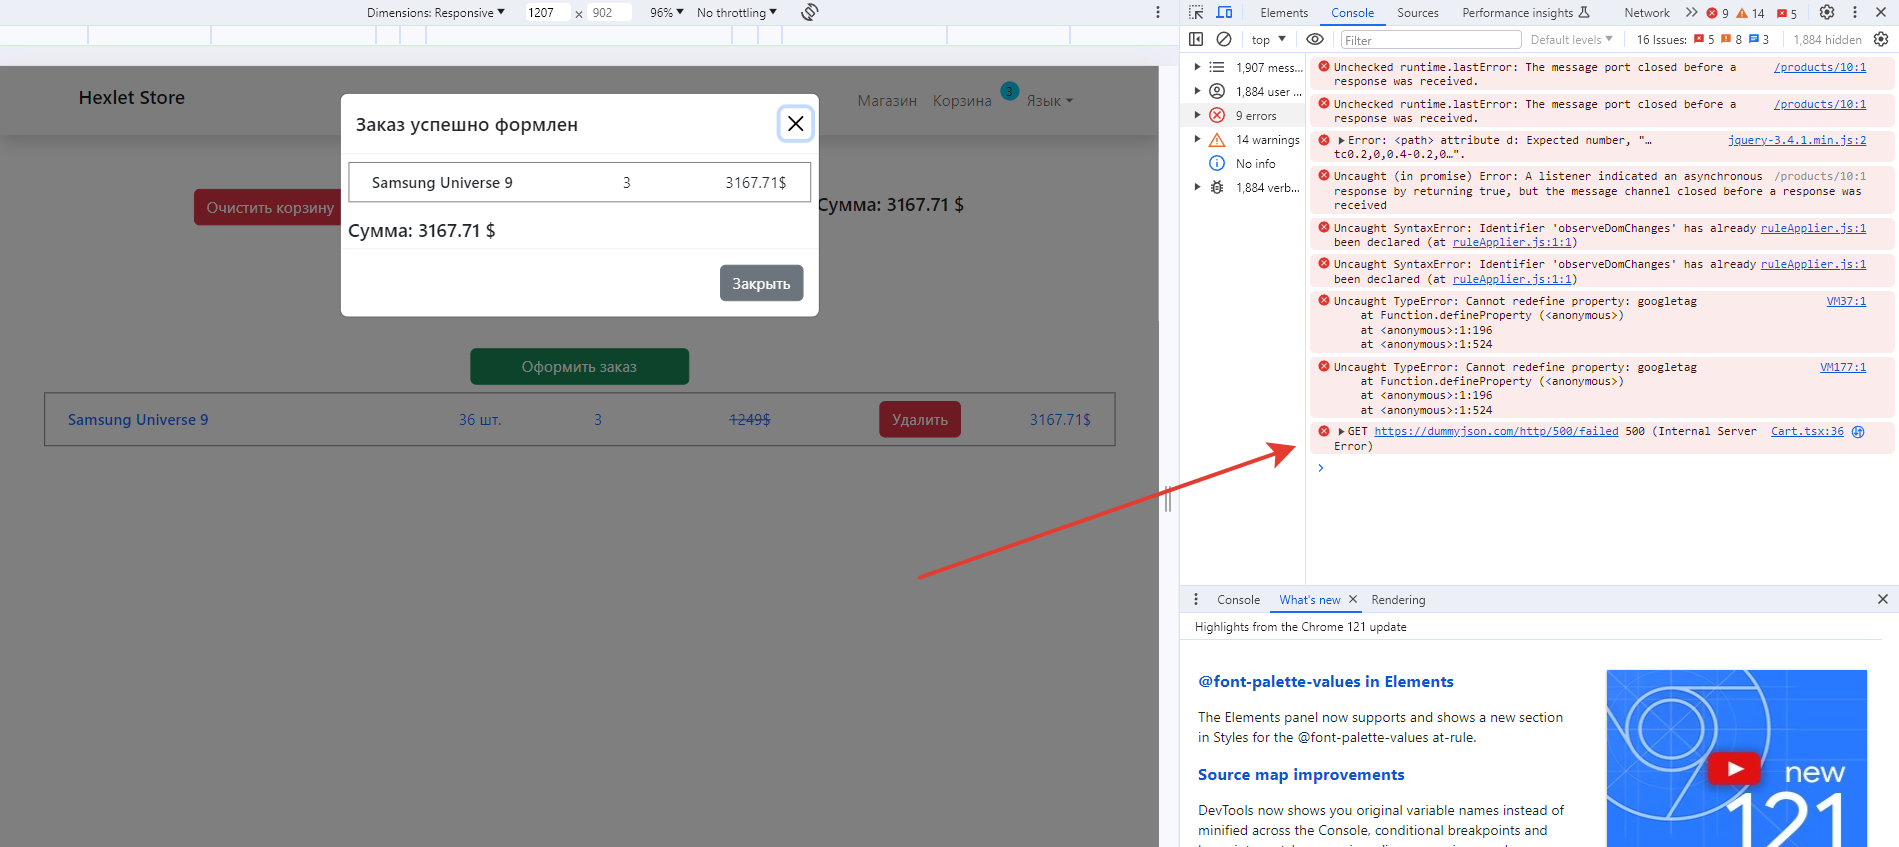 Dimensions: Responsive 1207 × 902 96% No throttling
Hexlet Store
Магазин Корзина 3 Язык
Заказ успешно формлен
Samsung Universe 9 3 3167.71$
Сумма: 3167.71 $
Закрыть
Очистить корзину
Сумма: 3167.71 $
Оформить заказ
Samsung Universe 9 36 шт. 3 1249$ Удалить 3167.71$
Elements Console Sources Performance insights Network 9 14 5
top Filter Default levels 16 Issues: 5 8 3 1,884 hidden
1,907 mess...
1,884 user ...
9 errors
14 warnings
No info
1,884 verb...
Unchecked runtime.lastError: The message port closed before a /products/10:1
response was received.
Unchecked runtime.lastError: The message port closed before a /products/10:1
response was received.
Error: <path> attribute d: Expected number, "… jquery-3.4.1.min.js:2
tc0.2,0,0.4-0.2,0…".
Uncaught (in promise) Error: A listener indicated an asynchronous /products/10:1
response by returning true, but the message channel closed before a response was
received
Uncaught SyntaxError: Identifier 'observeDomChanges' has already ruleApplier.js:1
been declared (at ruleApplier.js:1:1)
Uncaught SyntaxError: Identifier 'observeDomChanges' has already ruleApplier.js:1
been declared (at ruleApplier.js:1:1)
Uncaught TypeError: Cannot redefine property: googletag VM37:1
at Function.defineProperty (<anonymous>)
at <anonymous>:1:196
at <anonymous>:1:524
Uncaught TypeError: Cannot redefine property: googletag VM177:1
at Function.defineProperty (<anonymous>)
at <anonymous>:1:196
at <anonymous>:1:524
GET https://dummyjson.com/http/500/failed 500 (Internal Server Cart.tsx:36
Error)
Console What's new Rendering
Highlights from the Chrome 121 update
@font-palette-values in Elements
The Elements panel now supports and shows a new section
in Styles for the @font-palette-values at-rule.
Source map improvements
DevTools now shows you original variable names instead of
minified across the Console, conditional breakpoints and
new
121